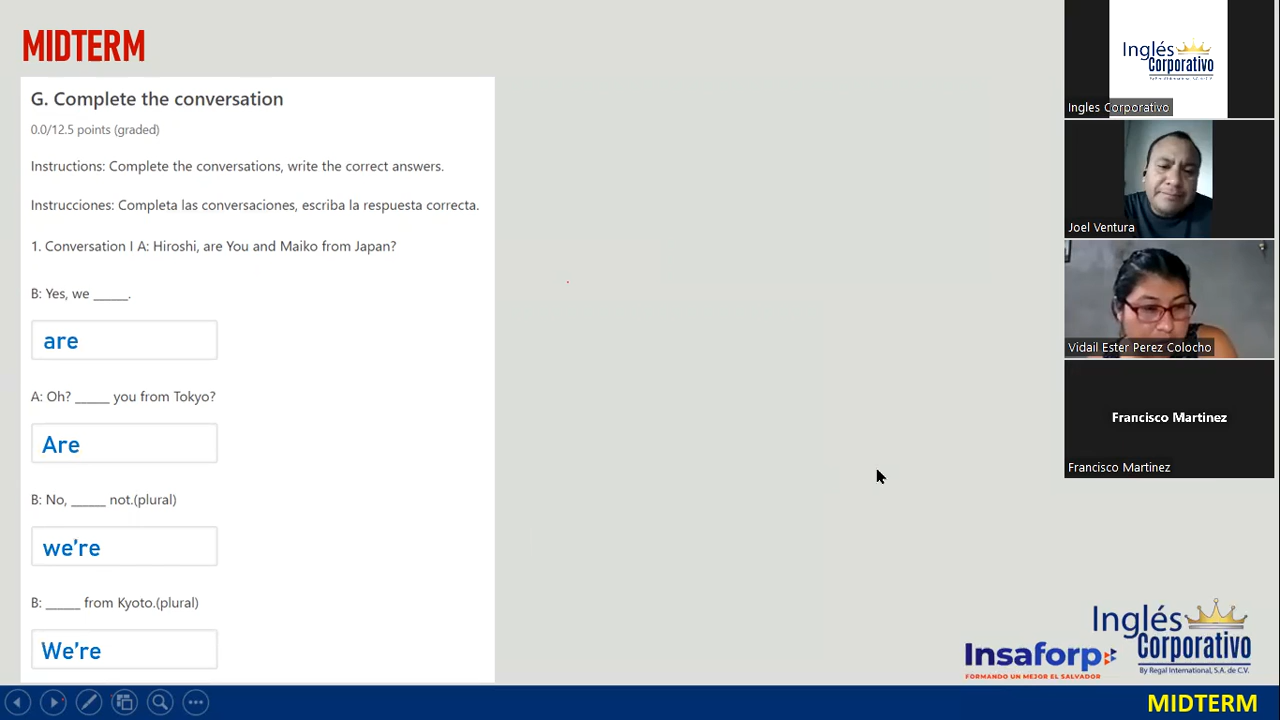 MIDTERM
G. Complete the conversation
0.0/12.5 points (graded)
Instructions: Complete the conversations, write the correct answers.
Instrucciones: Completa las conversaciones, escriba la respuesta correcta.
1. Conversation I A: Hiroshi, are You and Maiko from Japan?
B: Yes, we _____.
are
A: Oh? _____ you from Tokyo?
Are
B: No, _____ not.(plural)
we're
B: _____ from Kyoto.(plural)
We're
Inglés
Corporativo
Ingles Corporativo
Joel Ventura
Vidail Ester Perez Colocho
Francisco Martinez
Francisco Martinez
Insaforp
FORMANDO UN MEJOR EL SALVADOR
Inglés
Corporativo
By Regal International, S.A. de C.V.
MIDTERM